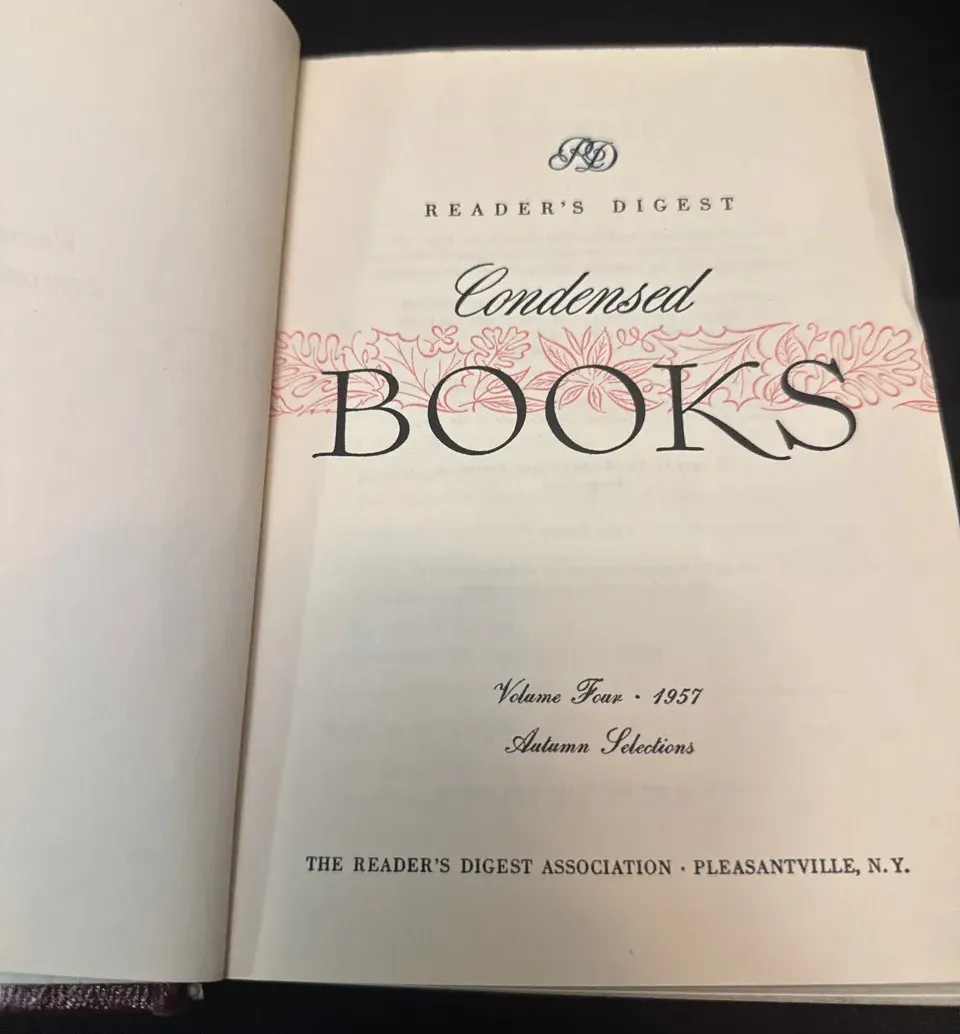 RD
READER'S DIGEST
Condensed
BOOKS
Volume Four · 1957
Autumn Selections
THE READER'S DIGEST ASSOCIATION · PLEASANTVILLE, N.Y.